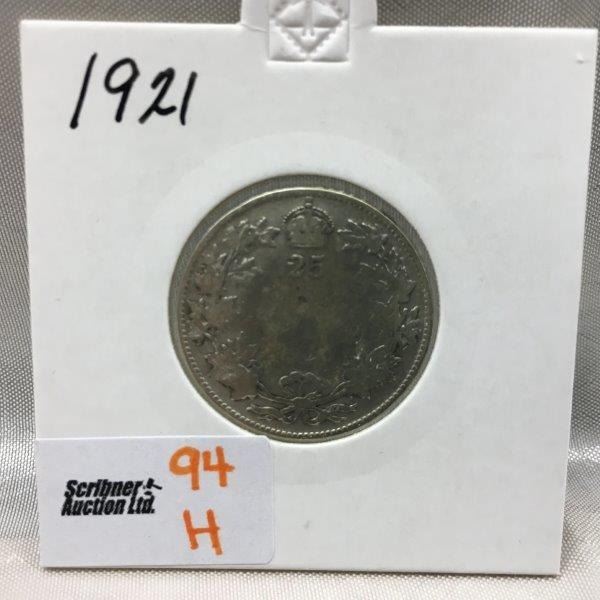 1921
25
Scribner
Auction Ltd.
94
H